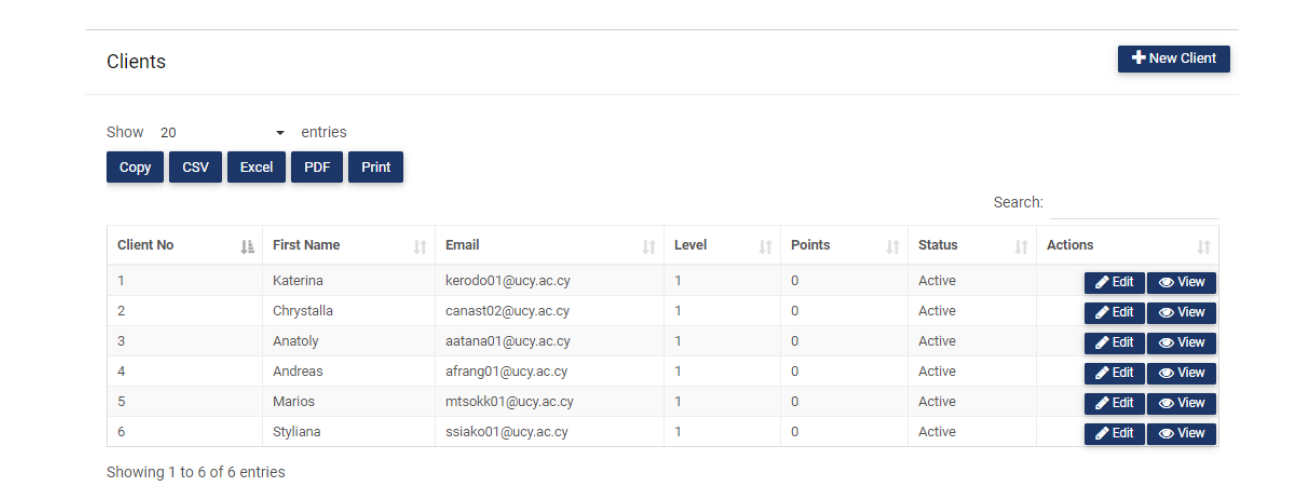 Clients
New Client
Show 20 entries
Copy CSV Excel PDF Print
Search:
Client No First Name Email Level Points Status Actions
1 Katerina kerodo01@ucy.ac.cy 1 0 Active Edit View
2 Chrystalla canast02@ucy.ac.cy 1 0 Active Edit View
3 Anatoly aatana01@ucy.ac.cy 1 0 Active Edit View
4 Andreas afrang01@ucy.ac.cy 1 0 Active Edit View
5 Marios mtsokk01@ucy.ac.cy 1 0 Active Edit View
6 Styliana ssiako01@ucy.ac.cy 1 0 Active Edit View
Showing 1 to 6 of 6 entries